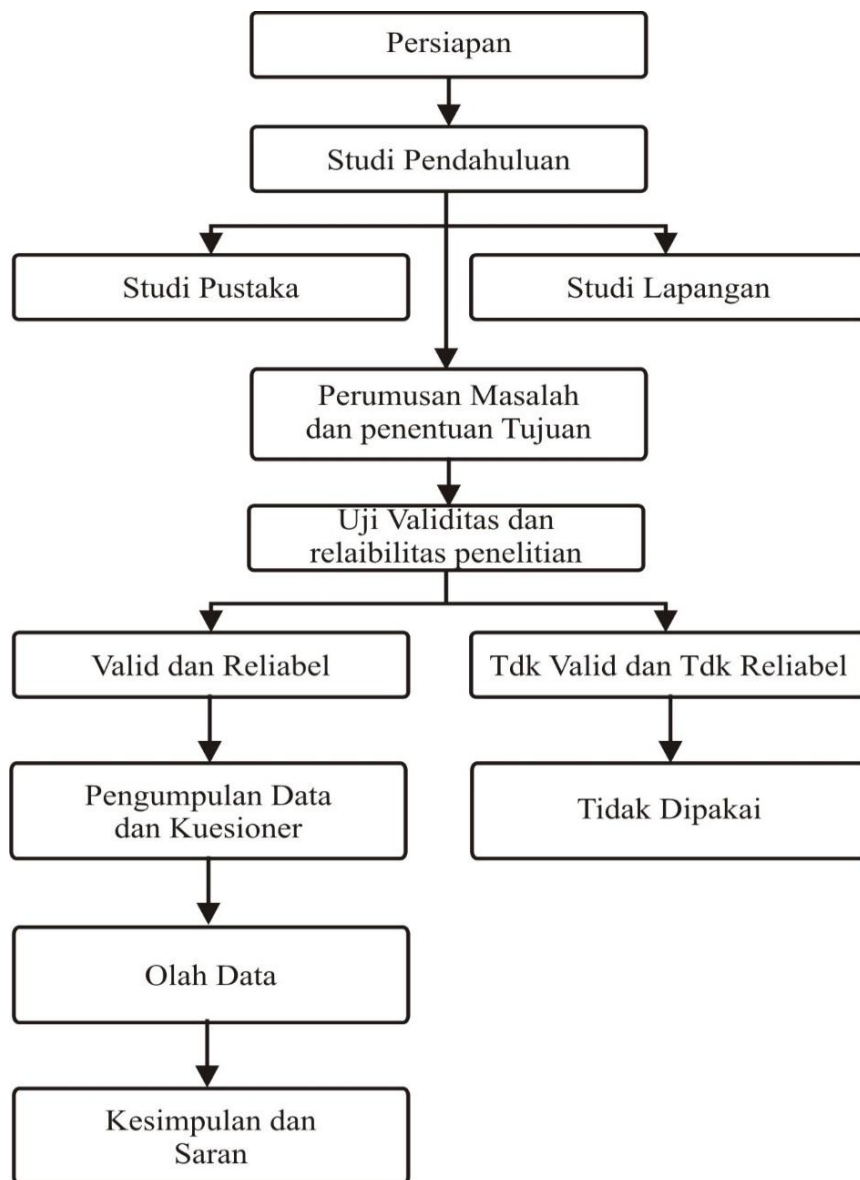 Persiapan
Studi Pendahuluan
Studi Pustaka
Studi Lapangan
Perumusan Masalah
dan penentuan Tujuan
Uji Validitas dan
relaibilitas penelitian
Valid dan Reliabel
Tdk Valid dan Tdk Reliabel
Pengumpulan Data
dan Kuesioner
Tidak Dipakai
Olah Data
Kesimpulan dan
Saran